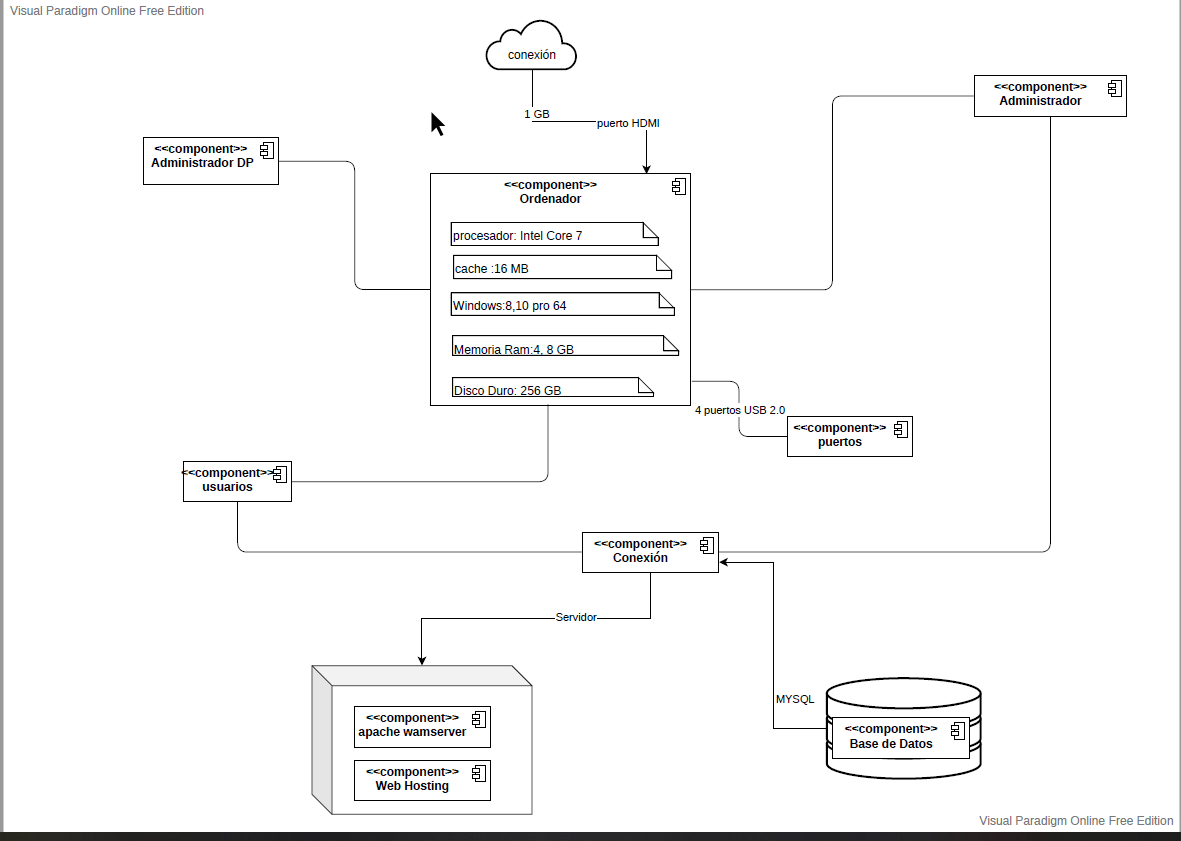 Visual Paradigm Online Free Edition
conexión
1 GB
puerto HDMI
<<component>>
Administrador
<<component>>
Administrador DP
<<component>>
Ordenador
procesador: Intel Core 7
cache :16 MB
Windows:8,10 pro 64
Memoria Ram:4, 8 GB
Disco Duro: 256 GB
4 puertos USB 2.0
<<component>>
puertos
<<component>>
usuarios
<<component>>
Conexión
Servidor
<<component>>
apache wamserver
<<component>>
Web Hosting
MYSQL
<<component>>
Base de Datos
Visual Paradigm Online Free Edition